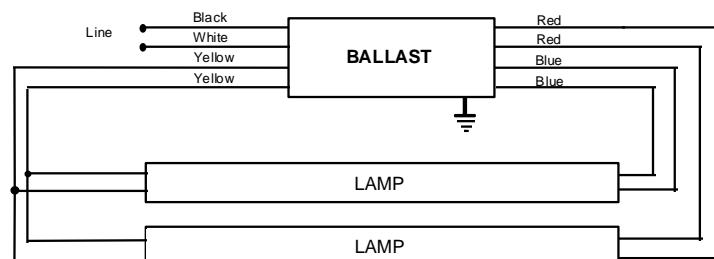 Black Red
Line White BALLAST Red
Yellow Blue
Yellow Blue
LAMP
LAMP